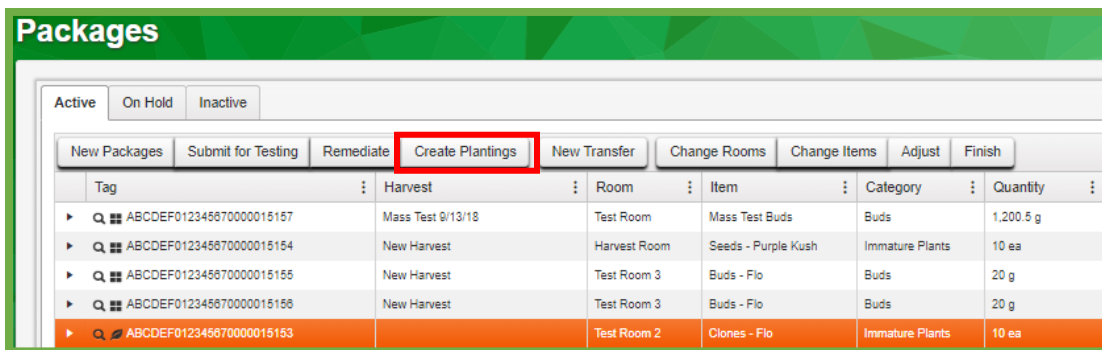 Packages
Active On Hold Inactive
New Packages Submit for Testing Remediate Create Plantings New Transfer Change Rooms Change Items Adjust Finish
Tag Harvest Room Item Category Quantity
ABCDEF012345670000015157 Mass Test 9/13/18 Test Room Mass Test Buds Buds 1,200.5 g
ABCDEF012345670000015154 New Harvest Harvest Room Seeds - Purple Kush Immature Plants 10 ea
ABCDEF012345670000015155 New Harvest Test Room 3 Buds - Flo Buds 20 g
ABCDEF012345670000015156 New Harvest Test Room 3 Buds - Flo Buds 20 g
ABCDEF012345670000015153 Test Room 2 Clones - Flo Immature Plants 10 ea